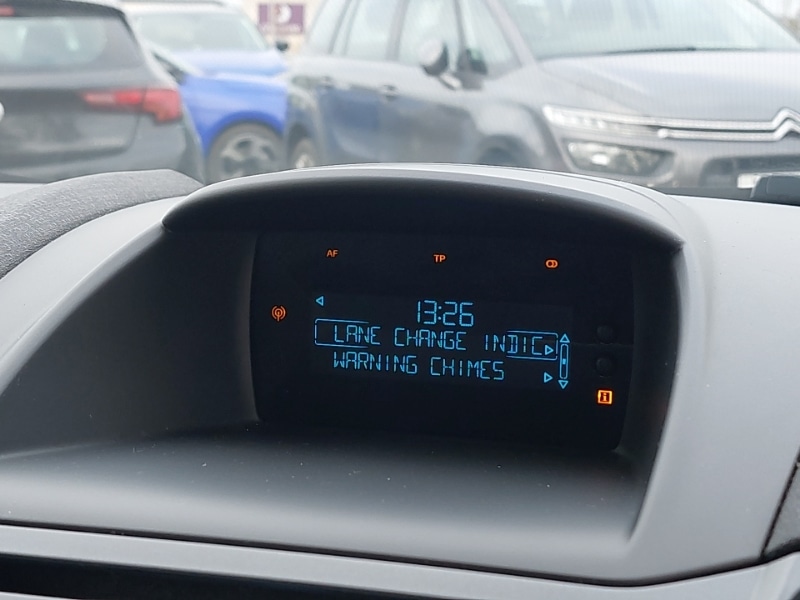 AF TP
13:26
LANE CHANGE INDIC
WARNING CHIMES
i